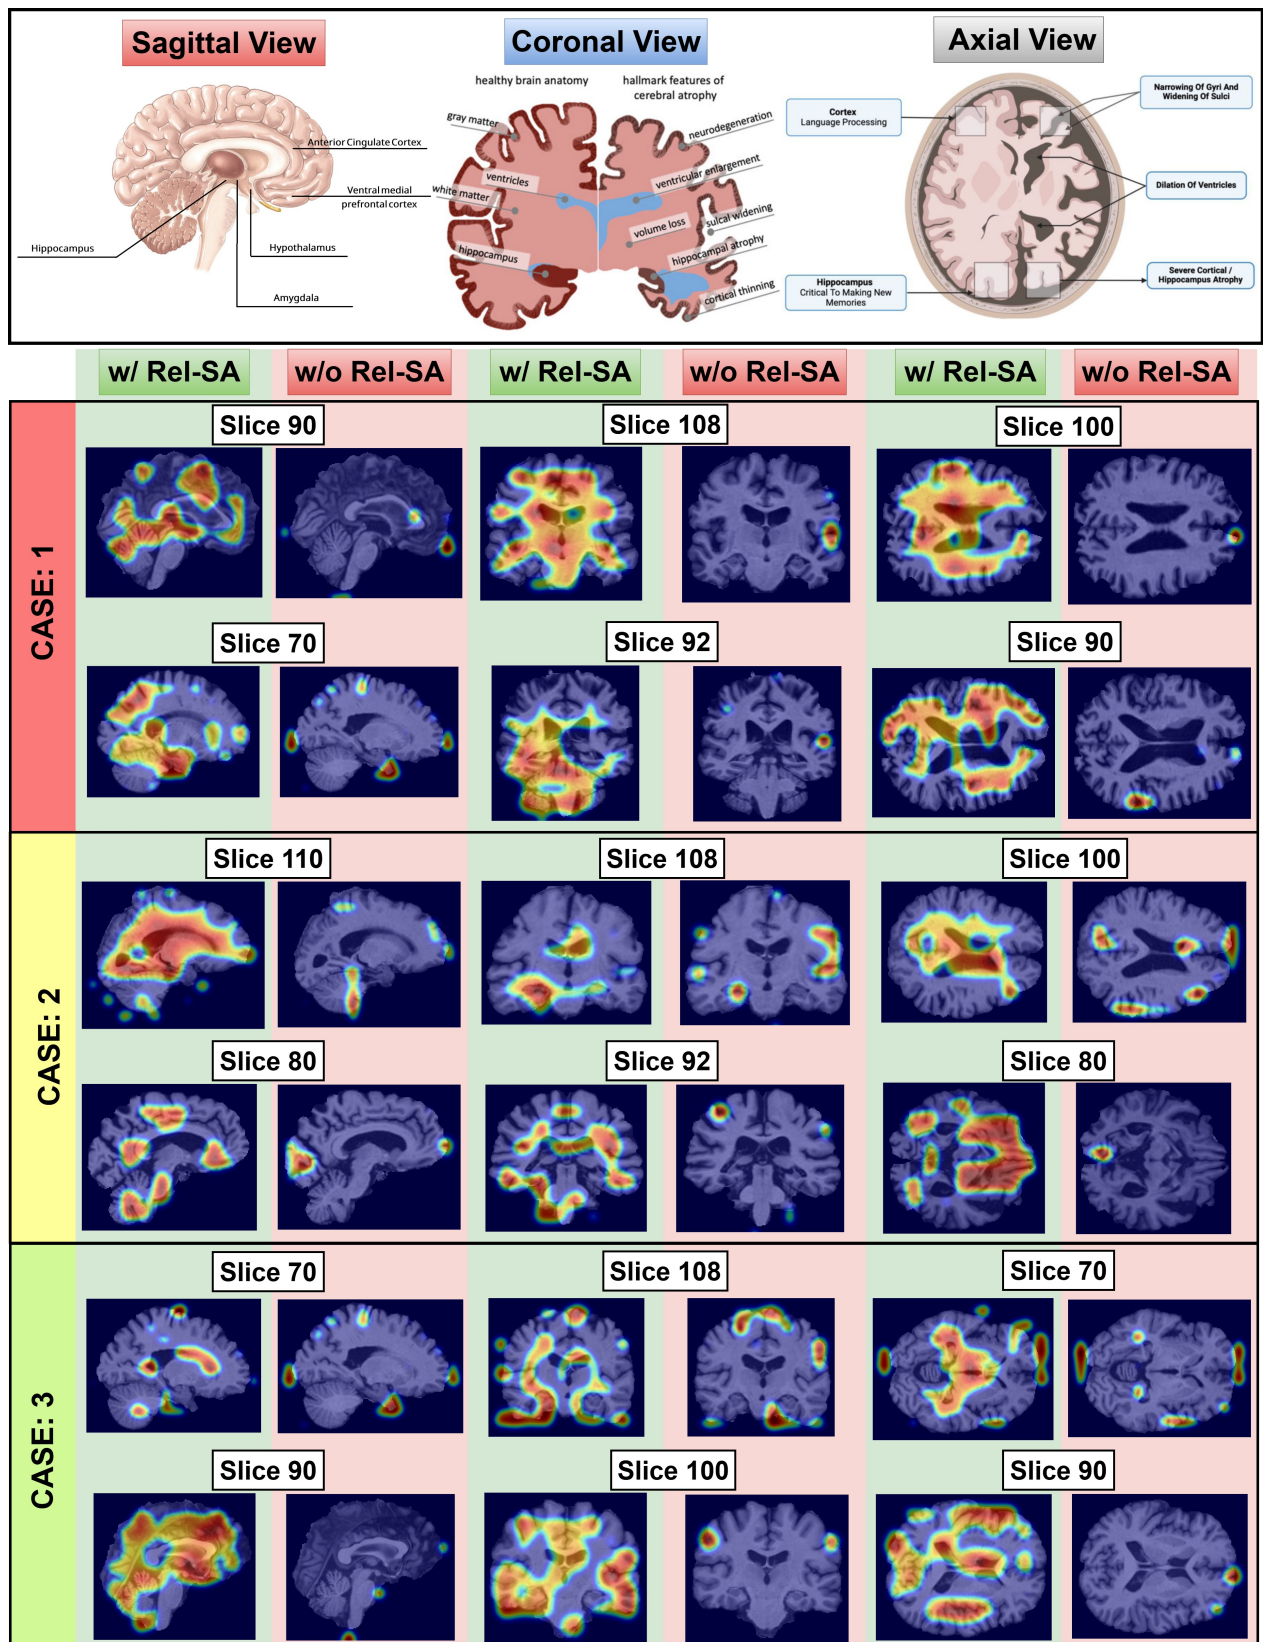 Sagittal View
Coronal View
Axial View
Anterior Cingulate Cortex
Ventral medial
prefrontal cortex
Hippocampus
Hypothalamus
Amygdala
healthy brain anatomy
hallmark features of
cerebral atrophy
gray matter
ventricles
white matter
hippocampus
neurodegeneration
ventricular enlargement
volume loss
sulcal widening
hippocampal atrophy
cortical thinning
Cortex
Language Processing
Narrowing Of Gyri And
Widening Of Sulci
Dilation Of Ventricles
Hippocampus
Critical To Making New
Memories
Severe Cortical /
Hippocampus Atrophy
w/ Rel-SA
w/o Rel-SA
w/ Rel-SA
w/o Rel-SA
w/ Rel-SA
w/o Rel-SA
CASE: 1
Slice 90
Slice 108
Slice 100
Slice 70
Slice 92
Slice 90
CASE: 2
Slice 110
Slice 108
Slice 100
Slice 80
Slice 92
Slice 80
CASE: 3
Slice 70
Slice 108
Slice 70
Slice 90
Slice 100
Slice 90